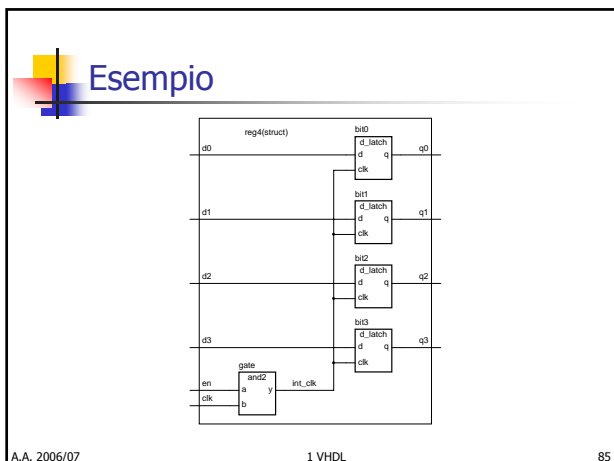 Esempio
reg4(struct)
bit0
d_latch
d0
d q
q0
clk
bit1
d_latch
d1
d q
q1
clk
bit2
d_latch
d2
d q
q2
clk
bit3
d_latch
d3
d q
q3
clk
gate
and2
en
a y
int_clk
clk
b
A.A. 2006/07
1 VHDL
85